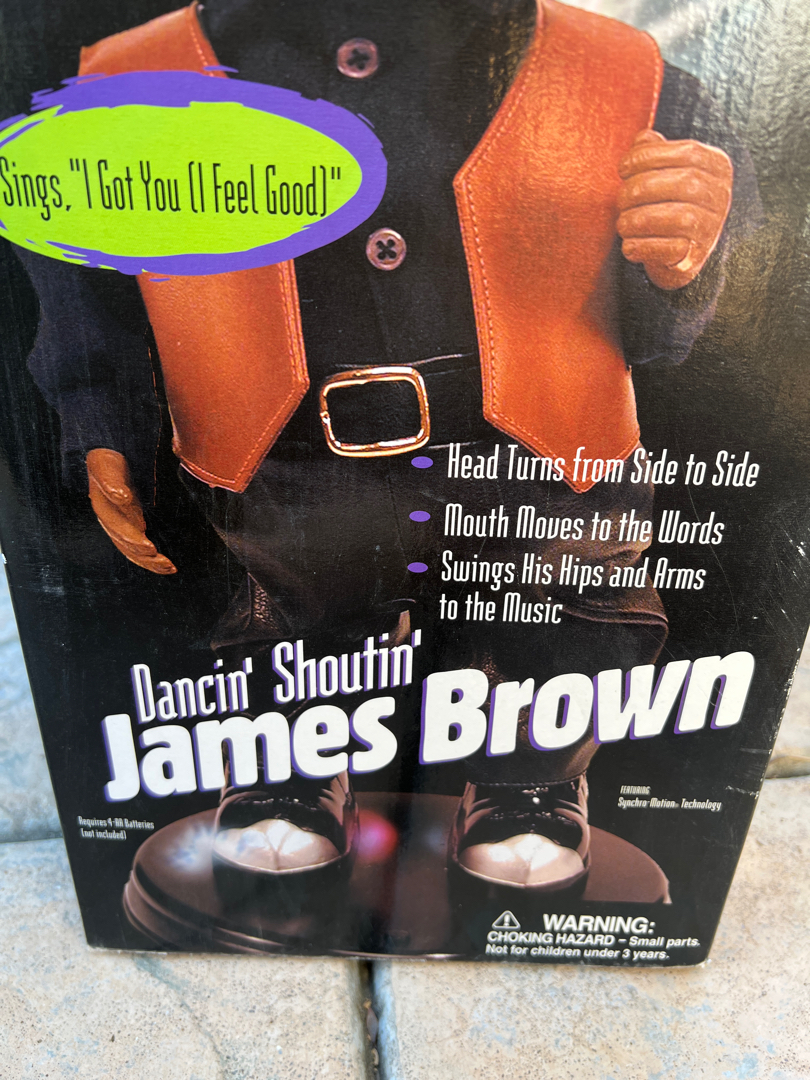 Sings, "I Got You (I Feel Good)"
Head Turns from Side to Side
Mouth Moves to the Words
Swings His Hips and Arms
to the Music
Dancin' Shoutin'
James Brown
FEATURING
Synchro-Motion® Technology
Requires 4-AA Batteries
(not included)
WARNING:
CHOKING HAZARD – Small parts.
Not for children under 3 years.